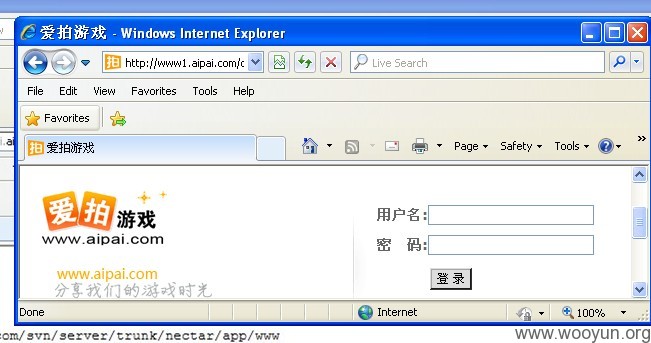 爱拍游戏 - Windows Internet Explorer
http://www1.aipai.com/c
Live Search
File Edit View Favorites Tools Help
Favorites
爱拍游戏
Page Safety Tools
爱拍游戏
www.aipai.com
用户名:
密 码:
登 录
www.aipai.com
分享我们的游戏时光
Done Internet 100%
com/svn/server/trunk/nectar/app/www
www.wooyun.org